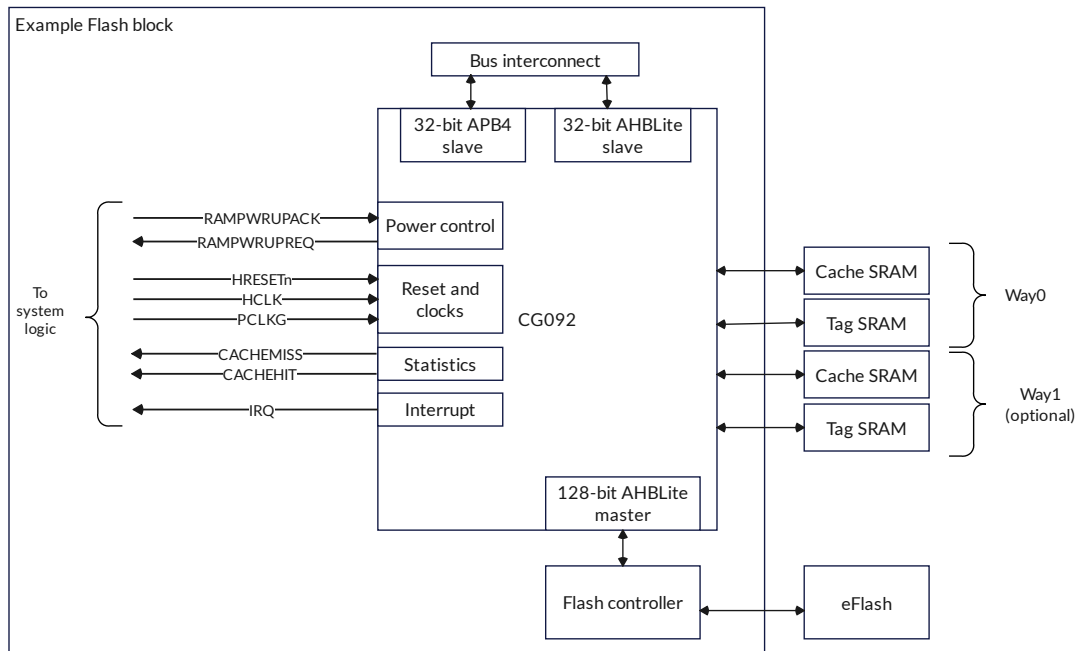 Example Flash block
Bus interconnect
32-bit APB4
slave
32-bit AHBLite
slave
RAMPWRUPACK
RAMPWRUPREQ
Power control
HRESETn
HCLK
PCLKG
Reset and
clocks
CG092
To
system
logic
CACHEMISS
CACHEHIT
Statistics
IRQ
Interrupt
Cache SRAM
Tag SRAM
Way0
Cache SRAM
Tag SRAM
Way1
(optional)
128-bit AHBLite
master
Flash controller
eFlash